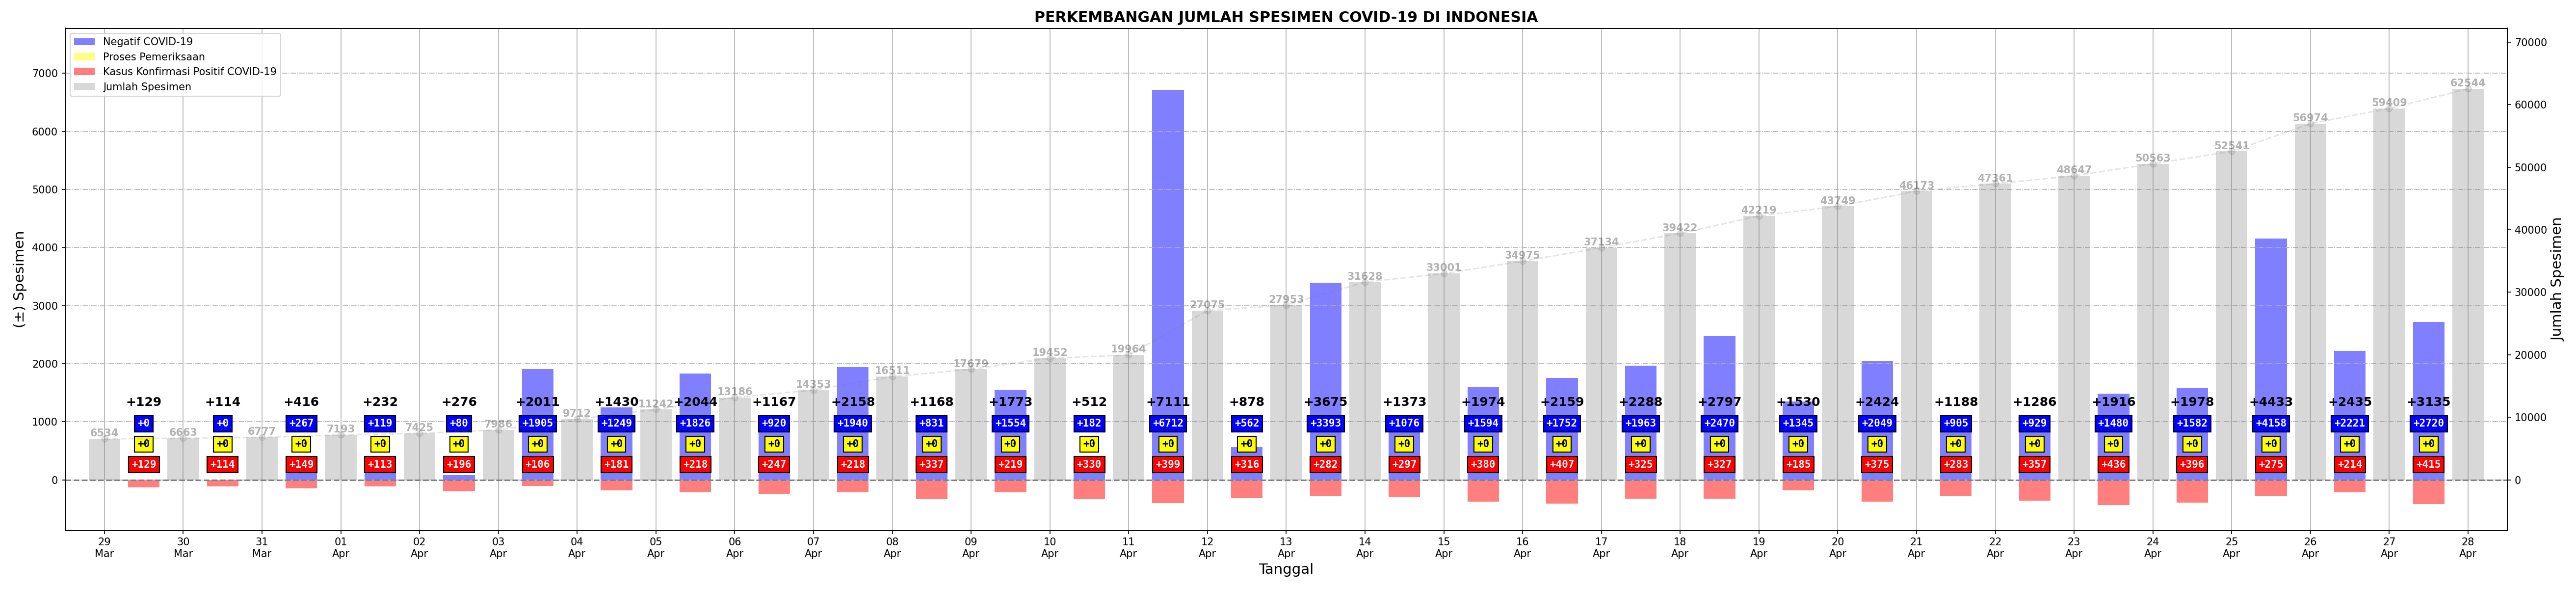 PERKEMBANGAN JUMLAH SPESIMEN COVID-19 DI INDONESIA
Negatif COVID-19
Proses Pemeriksaan
Kasus Konfirmasi Positif COVID-19
Jumlah Spesimen
(±) Spesimen
7000
6000
5000
4000
3000
2000
1000
0
70000
60000
50000
40000
30000
20000
10000
0
Jumlah Spesimen
6534 6663 6777 7193 7425 7986 9712 11242 13186 14353 16511 17679 19452 19964 27075 27953 31628 33001 34975 37134 39422 42219 43749 46173 47361 48647 50563 52541 56974 59409 62544
+129 +114 +416 +232 +276 +2011 +1430 +2044 +1167 +2158 +1168 +1773 +512 +7111 +878 +3675 +1373 +1974 +2159 +2288 +2797 +1530 +2424 +1188 +1286 +1916 +1978 +4433 +2435 +3135
+0 +0 +267 +119 +80 +1905 +1249 +1826 +920 +1940 +831 +1554 +182 +6712 +562 +3393 +1076 +1594 +1752 +1963 +2470 +1345 +2049 +905 +929 +1480 +1582 +4158 +2221 +2720
+0 +0 +0 +0 +0 +0 +0 +0 +0 +0 +0 +0 +0 +0 +0 +0 +0 +0 +0 +0 +0 +0 +0 +0 +0 +0 +0 +0 +0 +0
+129 +114 +149 +113 +196 +106 +181 +218 +247 +218 +337 +219 +330 +399 +316 +282 +297 +380 +407 +325 +327 +185 +375 +283 +357 +436 +396 +275 +214 +415
29 30 31 01 02 03 04 05 06 07 08 09 10 11 12 13 14 15 16 17 18 19 20 21 22 23 24 25 26 27 28
Mar Mar Mar Apr Apr Apr Apr Apr Apr Apr Apr Apr Apr Apr Apr Apr Apr Apr Apr Apr Apr Apr Apr Apr Apr Apr Apr Apr Apr Apr Apr
Tanggal